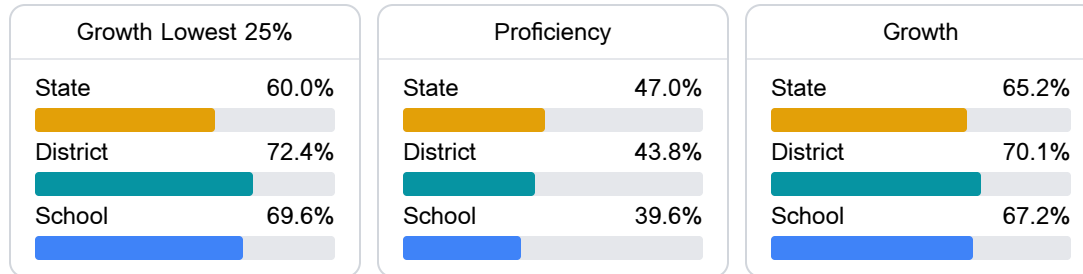 Growth Lowest 25%
State 60.0%
District 72.4%
School 69.6%
Proficiency
State 47.0%
District 43.8%
School 39.6%
Growth
State 65.2%
District 70.1%
School 67.2%